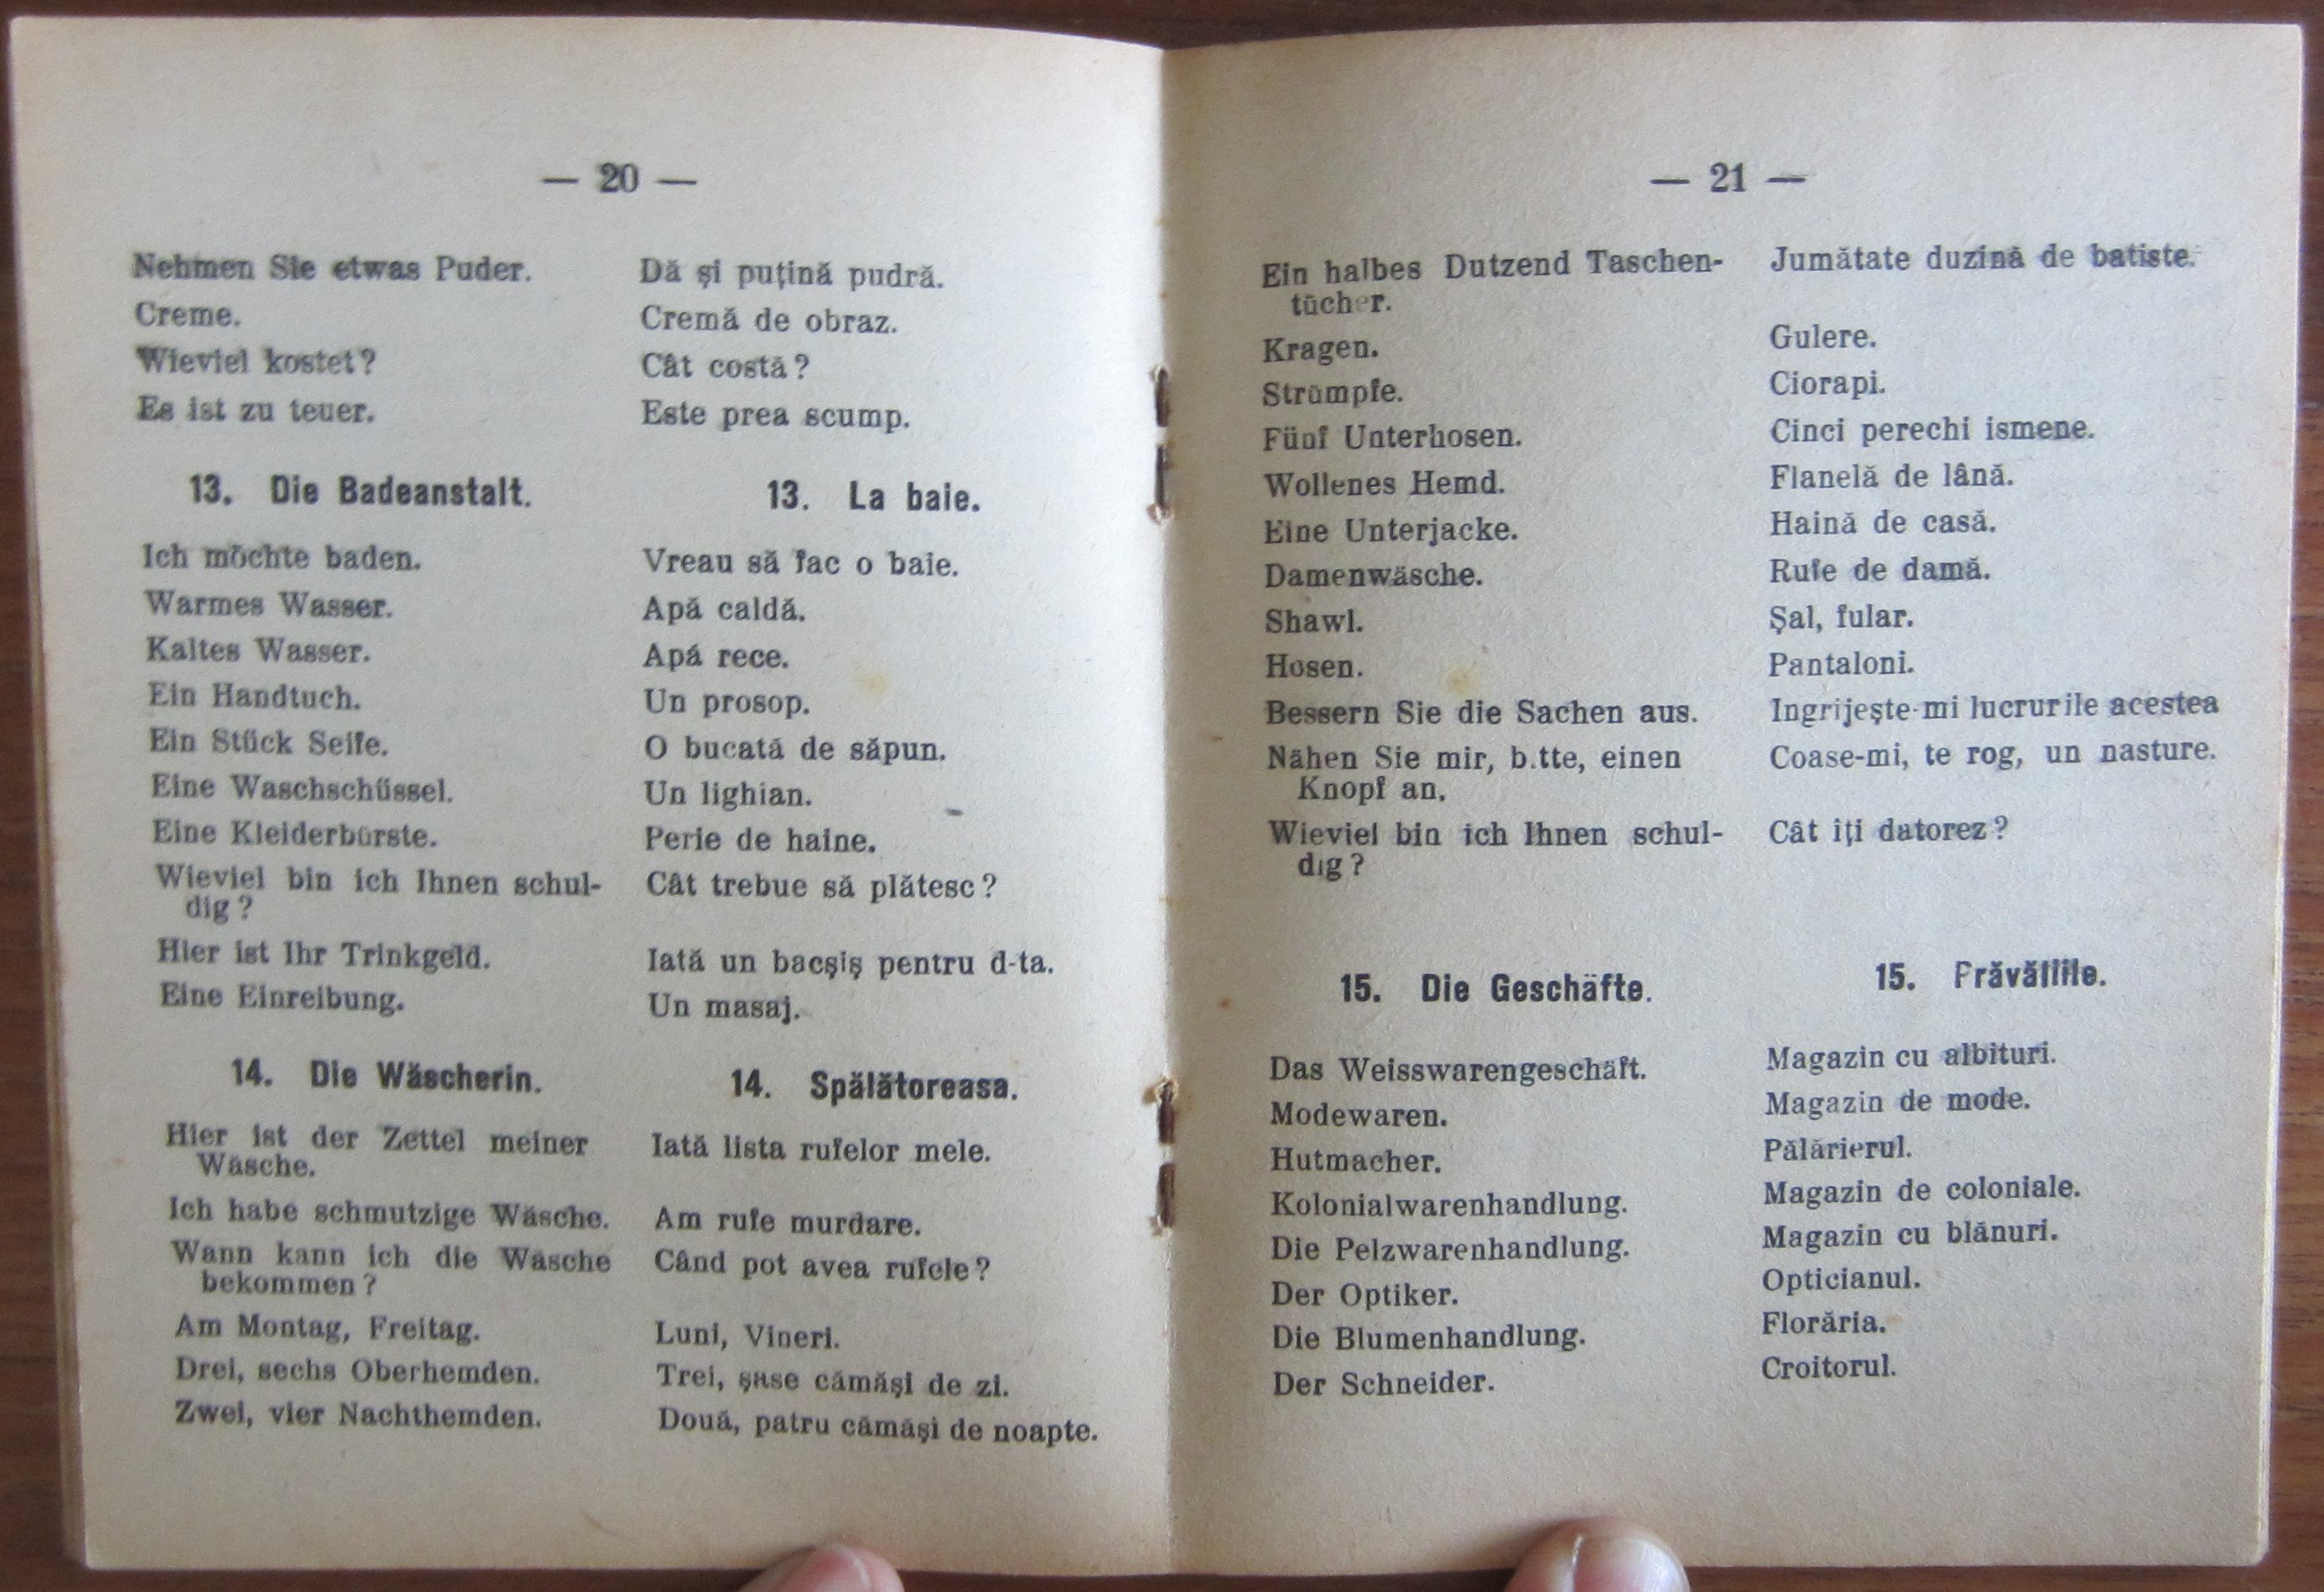 — 20 —
Nehmen Sie etwas Puder.
Creme.
Wieviel kostet?
Es ist zu teuer.
13. Die Badeanstalt.
Ich möchte baden.
Warmes Wasser.
Kaltes Wasser.
Ein Handtuch.
Ein Stück Seife.
Eine Waschschüssel.
Eine Kleiderbürste.
Wieviel bin ich Ihnen schul-
dig?
Hier ist Ihr Trinkgeld.
Eine Einreibung.
14. Die Wäscherin.
Hier ist der Zettel meiner
Wäsche.
Ich habe schmutzige Wäsche.
Wann kann ich die Wäsche
bekommen?
Am Montag, Freitag.
Drei, sechs Oberhemden.
Zwei, vier Nachthemden.
Dă și puțină pudră.
Cremă de obraz.
Cât costă?
Este prea scump.
13. La baie.
Vreau să fac o baie.
Apă caldă.
Apá rece.
Un prosop.
O bucată de săpun.
Un lighian.
Perie de haine.
Cât trebue să plătesc?
Iată un bacșiș pentru d-ta.
Un masaj.
14. Spălătoreasa.
Iată lista rufelor mele.
Am rufe murdare.
Când pot avea rufele?
Luni, Vineri.
Trei, șase cămăși de zi.
Două, patru cămăși de noapte.
— 21 —
Ein halbes Dutzend Taschen-
tücher.
Kragen.
Strümpfe.
Fünf Unterhosen.
Wollenes Hemd.
Eine Unterjacke.
Damenwäsche.
Shawl.
Hosen.
Bessern Sie die Sachen aus.
Nähen Sie mir, b.tte, einen
Knopf an.
Wieviel bin ich Ihnen schul-
dig?
15. Die Geschäfte.
Das Weisswarengeschäft.
Modewaren.
Hutmacher.
Kolonialwarenhandlung.
Die Pelzwarenhandlung.
Der Optiker.
Die Blumenhandlung.
Der Schneider.
Jumătate duzină de batiste.
Gulere.
Ciorapi.
Cinci perechi ismene.
Flanelă de lână.
Haină de casă.
Rufe de damă.
Șal, fular.
Pantaloni.
Ingrijește-mi lucrurile acestea
Coase-mi, te rog, un nasture.
Cât îți datorez?
15. Prăvăliile.
Magazin cu albituri.
Magazin de mode.
Pălărierul.
Magazin de coloniale.
Magazin cu blănuri.
Opticianul.
Florăria.
Croitorul.